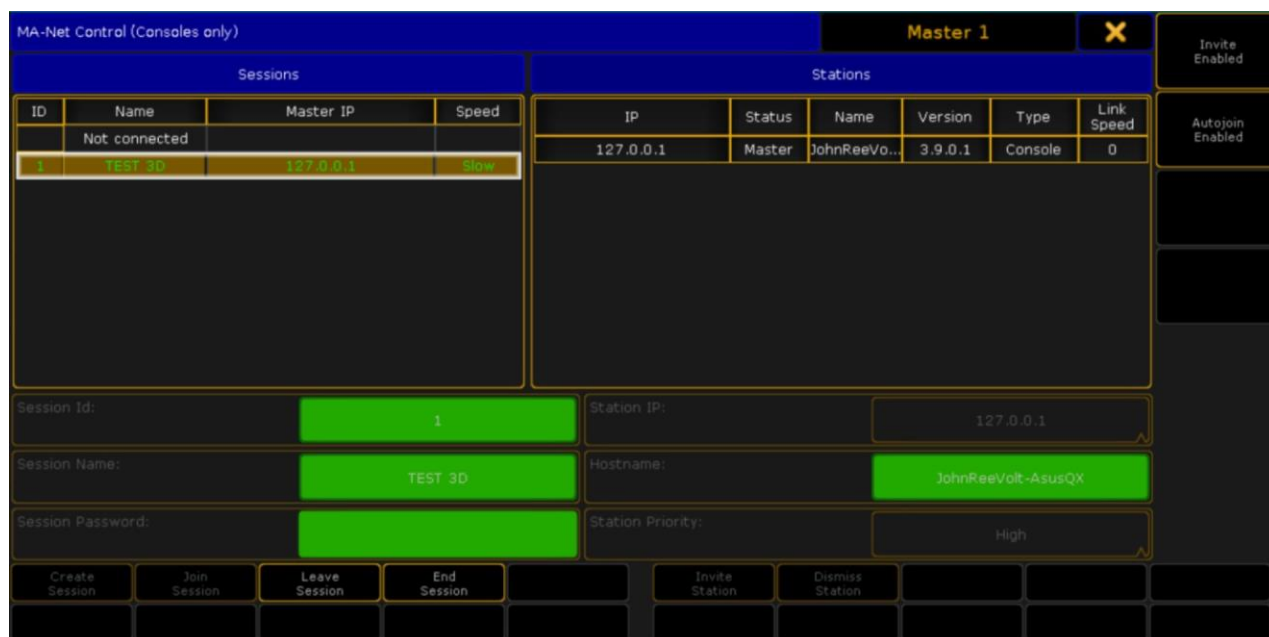 MA-Net Control (Consoles only)
Master 1
Invite
Enabled
Sessions
Stations
ID Name Master IP Speed
IP Status Name Version Type Link
Speed
Autojoin
Enabled
Not connected
127.0.0.1 Master JohnReeVo... 3.9.0.1 Console 0
1 TEST 3D 127.0.0.1 Slow
Session Id: 1
Station IP: 127.0.0.1
Session Name: TEST 3D
Hostname: JohnReeVolt-AsusQX
Session Password:
Station Priority: High
Create
Session
Join
Session
Leave
Session
End
Session
Invite
Station
Dismiss
Station